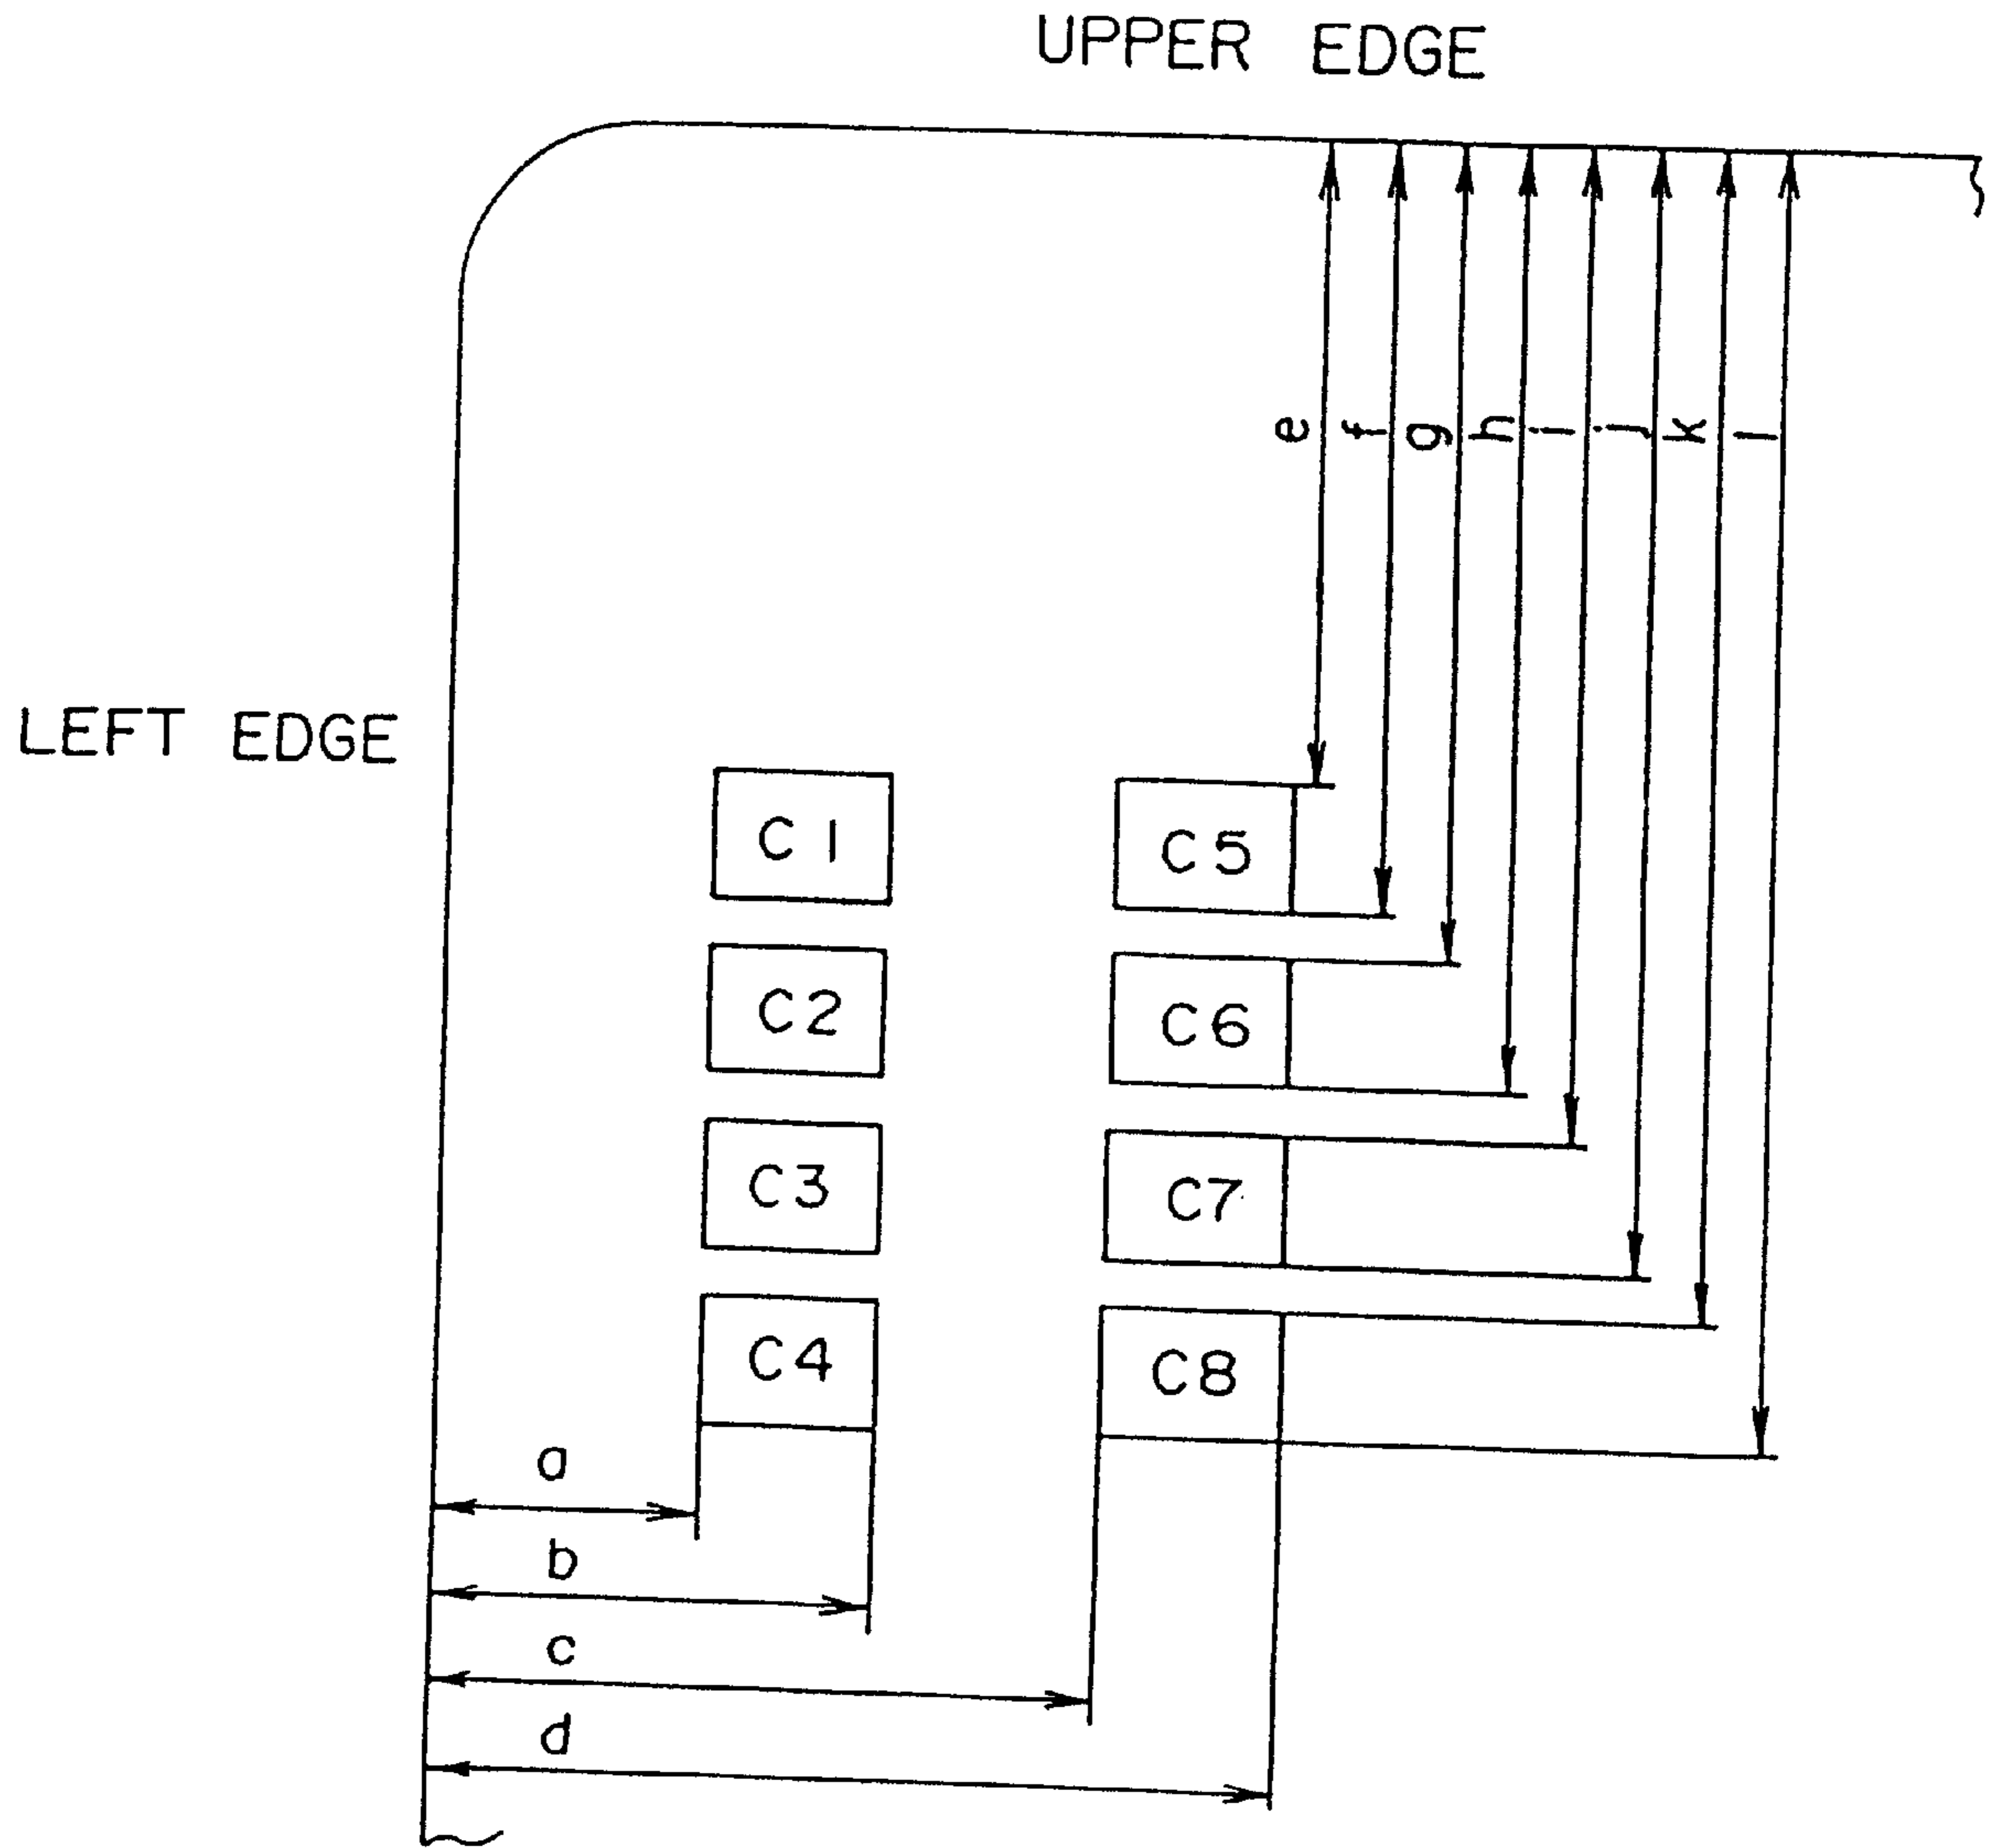 UPPER EDGE
e f g h i j k l
LEFT EDGE
C1 C5
C2 C6
C3 C7
C4 C8
a
b
c
d